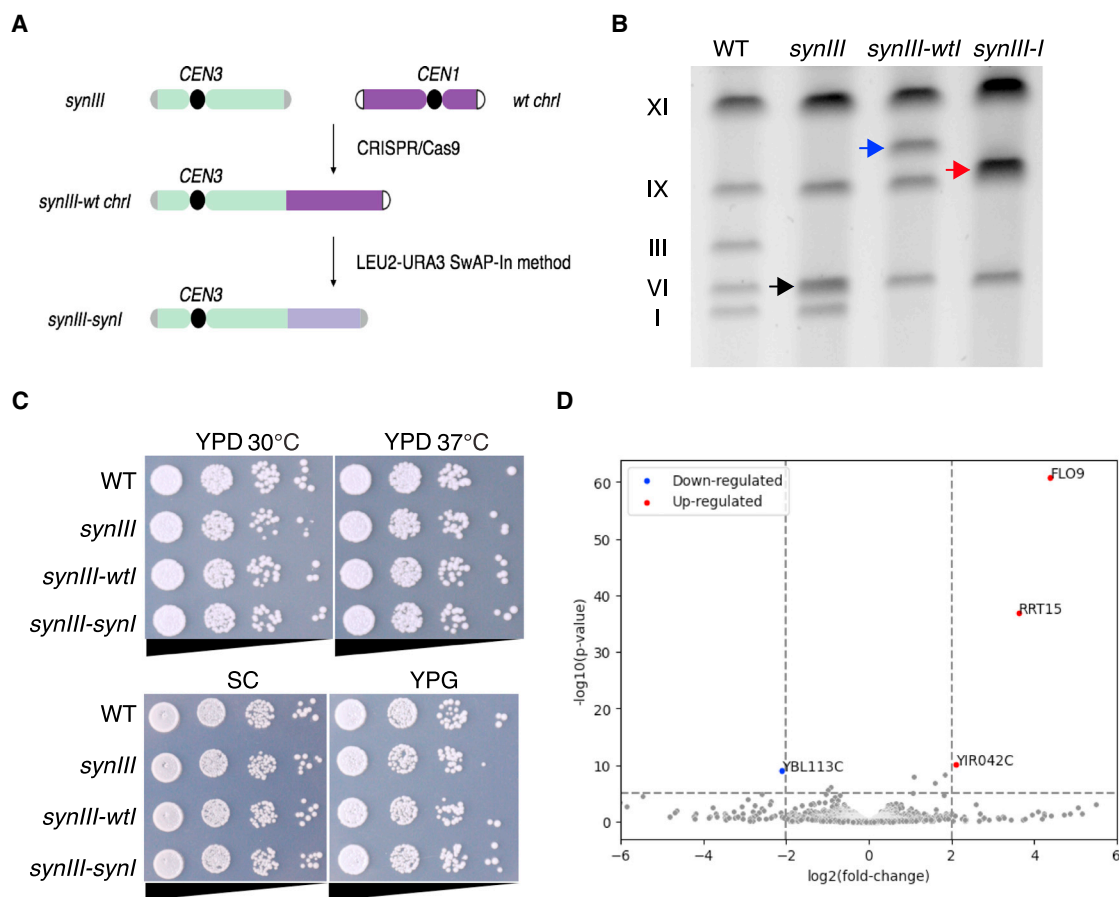 A
CEN3
CEN1
synIII
wt chrI
CRISPR/Cas9
CEN3
synIII-wt chrI
LEU2-URA3 SwAP-In method
CEN3
synIII-synI
B
WT synIII synIII-wtI synIII-I
XI
IX
III
VI
I
C
YPD 30°C YPD 37°C
WT
synIII
synIII-wtI
synIII-synI
SC YPG
WT
synIII
synIII-wtI
synIII-synI
D
Down-regulated
Up-regulated
FLO9
RRT15
YBL113C
YIR042C
60
50
40
30
20
10
0
-log10(p-value)
−6 −4 −2 0 2 4 6
log2(fold-change)